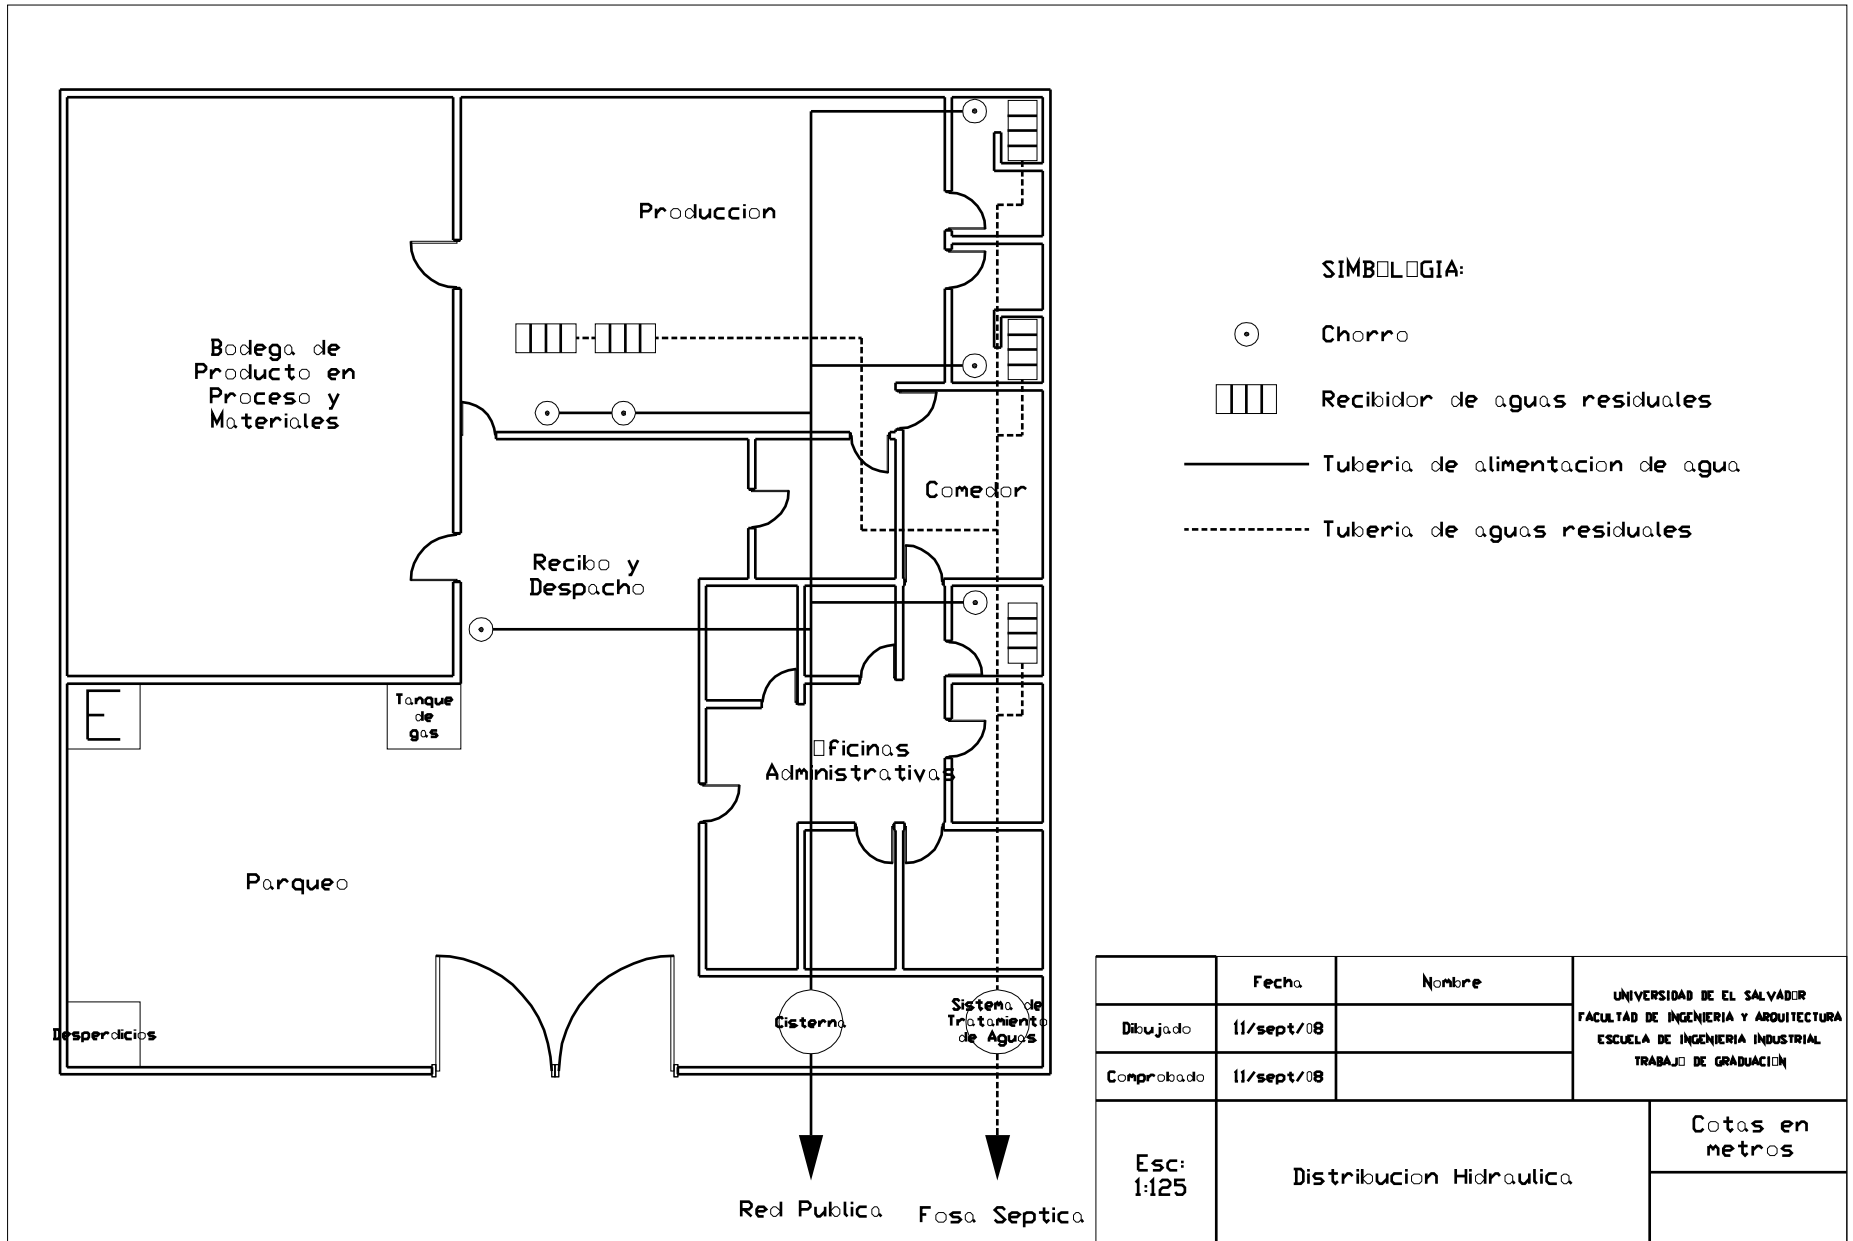 Produccion
Bodega de
Producto en
Proceso y
Materiales
SIMBOLOGIA:
Chorro
Recibidor de aguas residuales
Tuberia de alimentacion de agua
Tuberia de aguas residuales
Comedor
Recibo y
Despacho
E
Tanque
de
gas
Oficinas
Administrativas
Parqueo
Desperdicios
Cisterna
Sistema de
Tratamiento
de Aguas
Red Publica
Fosa Septica
Fecha
Nombre
Dibujado
11/sept/08
Comprobado
11/sept/08
UNIVERSIDAD DE EL SALVADOR
FACULTAD DE INGENIERIA Y ARQUITECTURA
ESCUELA DE INGENIERIA INDUSTRIAL
TRABAJO DE GRADUACION
Esc:
1:125
Distribucion Hidraulica
Cotas en
metros